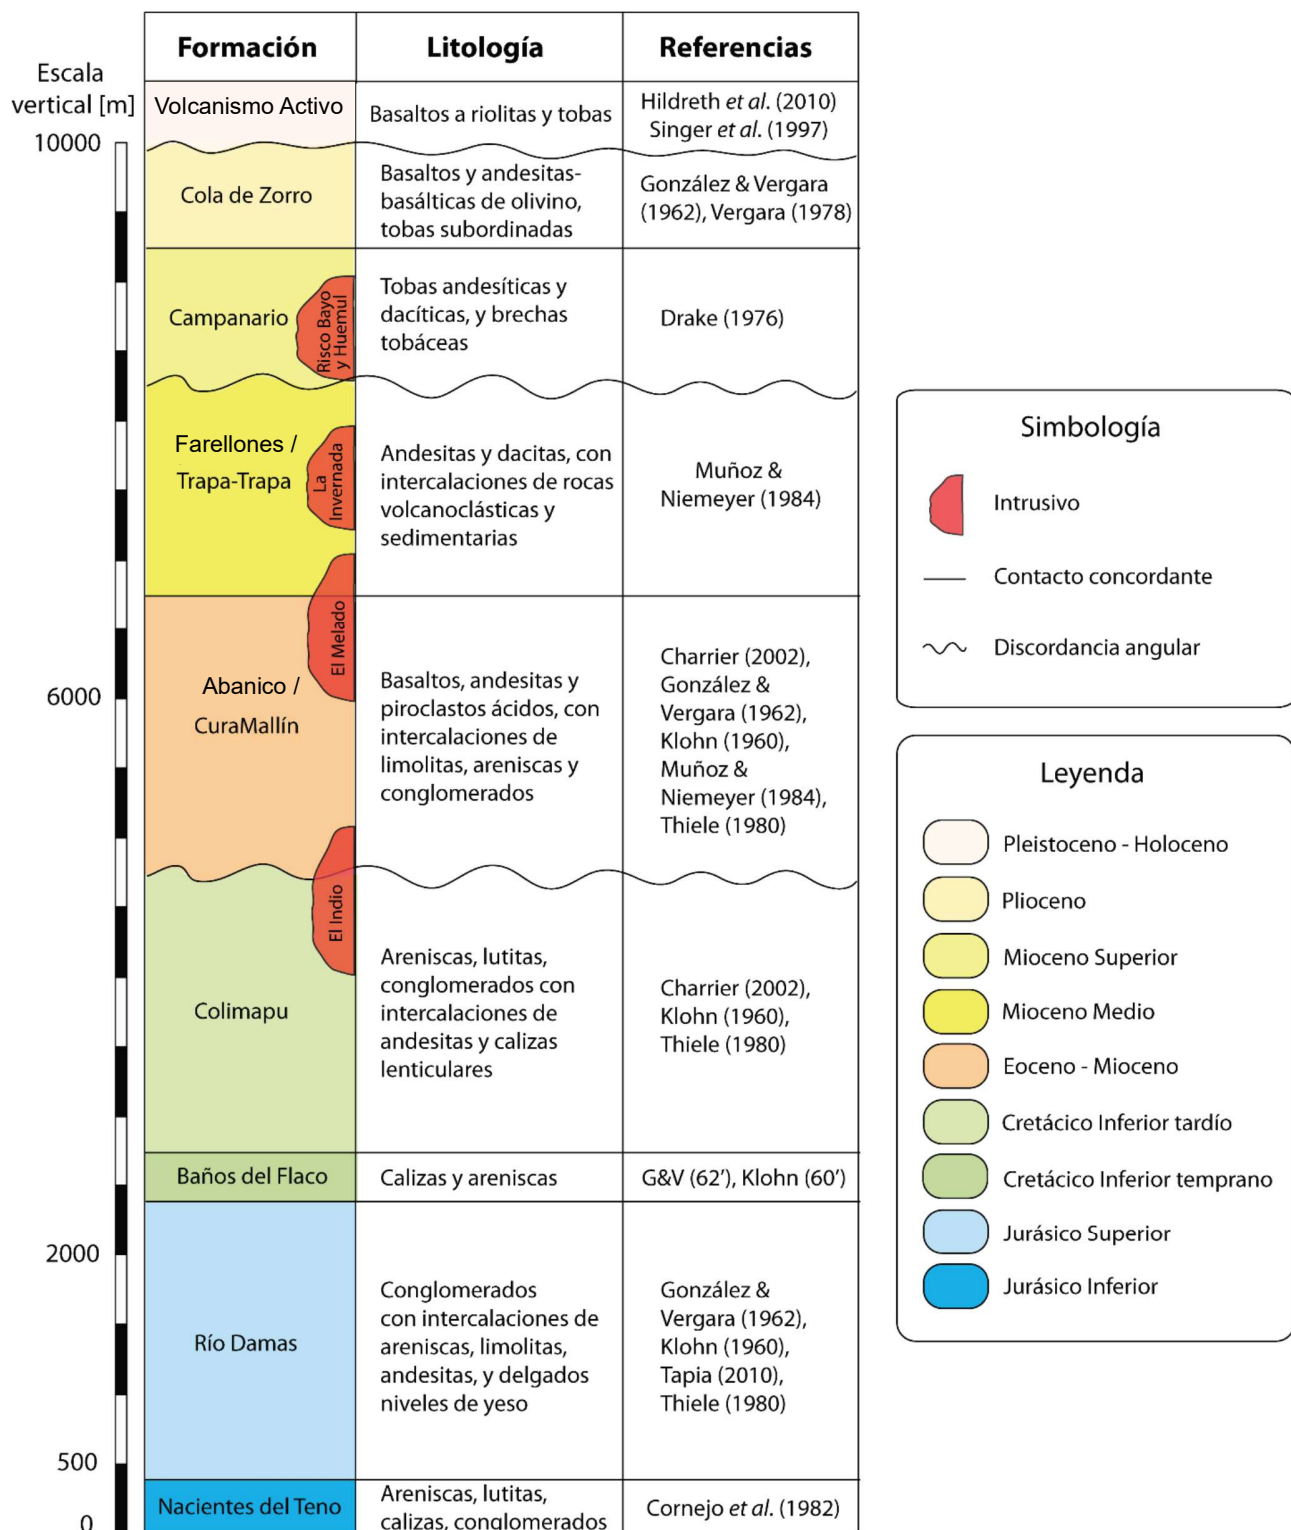 Formación
Litología
Referencias
Escala
vertical [m]
10000
6000
2000
500
0
Volcanismo Activo
Basaltos a riolitas y tobas
Hildreth et al. (2010)
Singer et al. (1997)
Cola de Zorro
Basaltos y andesitas-
basálticas de olivino,
tobas subordinadas
González & Vergara
(1962), Vergara (1978)
Campanario
Risco Bayo
y Huemul
Tobas andesíticas y
dacíticas, y brechas
tobáceas
Drake (1976)
Farellones /
Trapa-Trapa
La
Invernada
Andesitas y dacitas, con
intercalaciones de rocas
volcanoclásticas y
sedimentarias
Muñoz &
Niemeyer (1984)
El Melado
Abanico /
CuraMallín
Basaltos, andesitas y
piroclastos ácidos, con
intercalaciones de
limolitas, areniscas y
conglomerados
Charrier (2002),
González &
Vergara (1962),
Klohn (1960),
Muñoz &
Niemeyer (1984),
Thiele (1980)
El Indio
Colimapu
Areniscas, lutitas,
conglomerados con
intercalaciones de
andesitas y calizas
lenticulares
Charrier (2002),
Klohn (1960),
Thiele (1980)
Baños del Flaco
Calizas y areniscas
G&V (62'), Klohn (60')
Río Damas
Conglomerados
con intercalaciones de
areniscas, limolitas,
andesitas, y delgados
niveles de yeso
González &
Vergara (1962),
Klohn (1960),
Tapia (2010),
Thiele (1980)
Nacientes del Teno
Areniscas, lutitas,
calizas, conglomerados
Cornejo et al. (1982)
Simbología
Intrusivo
Contacto concordante
Discordancia angular
Leyenda
Pleistoceno - Holoceno
Plioceno
Mioceno Superior
Mioceno Medio
Eoceno - Mioceno
Cretácico Inferior tardío
Cretácico Inferior temprano
Jurásico Superior
Jurásico Inferior